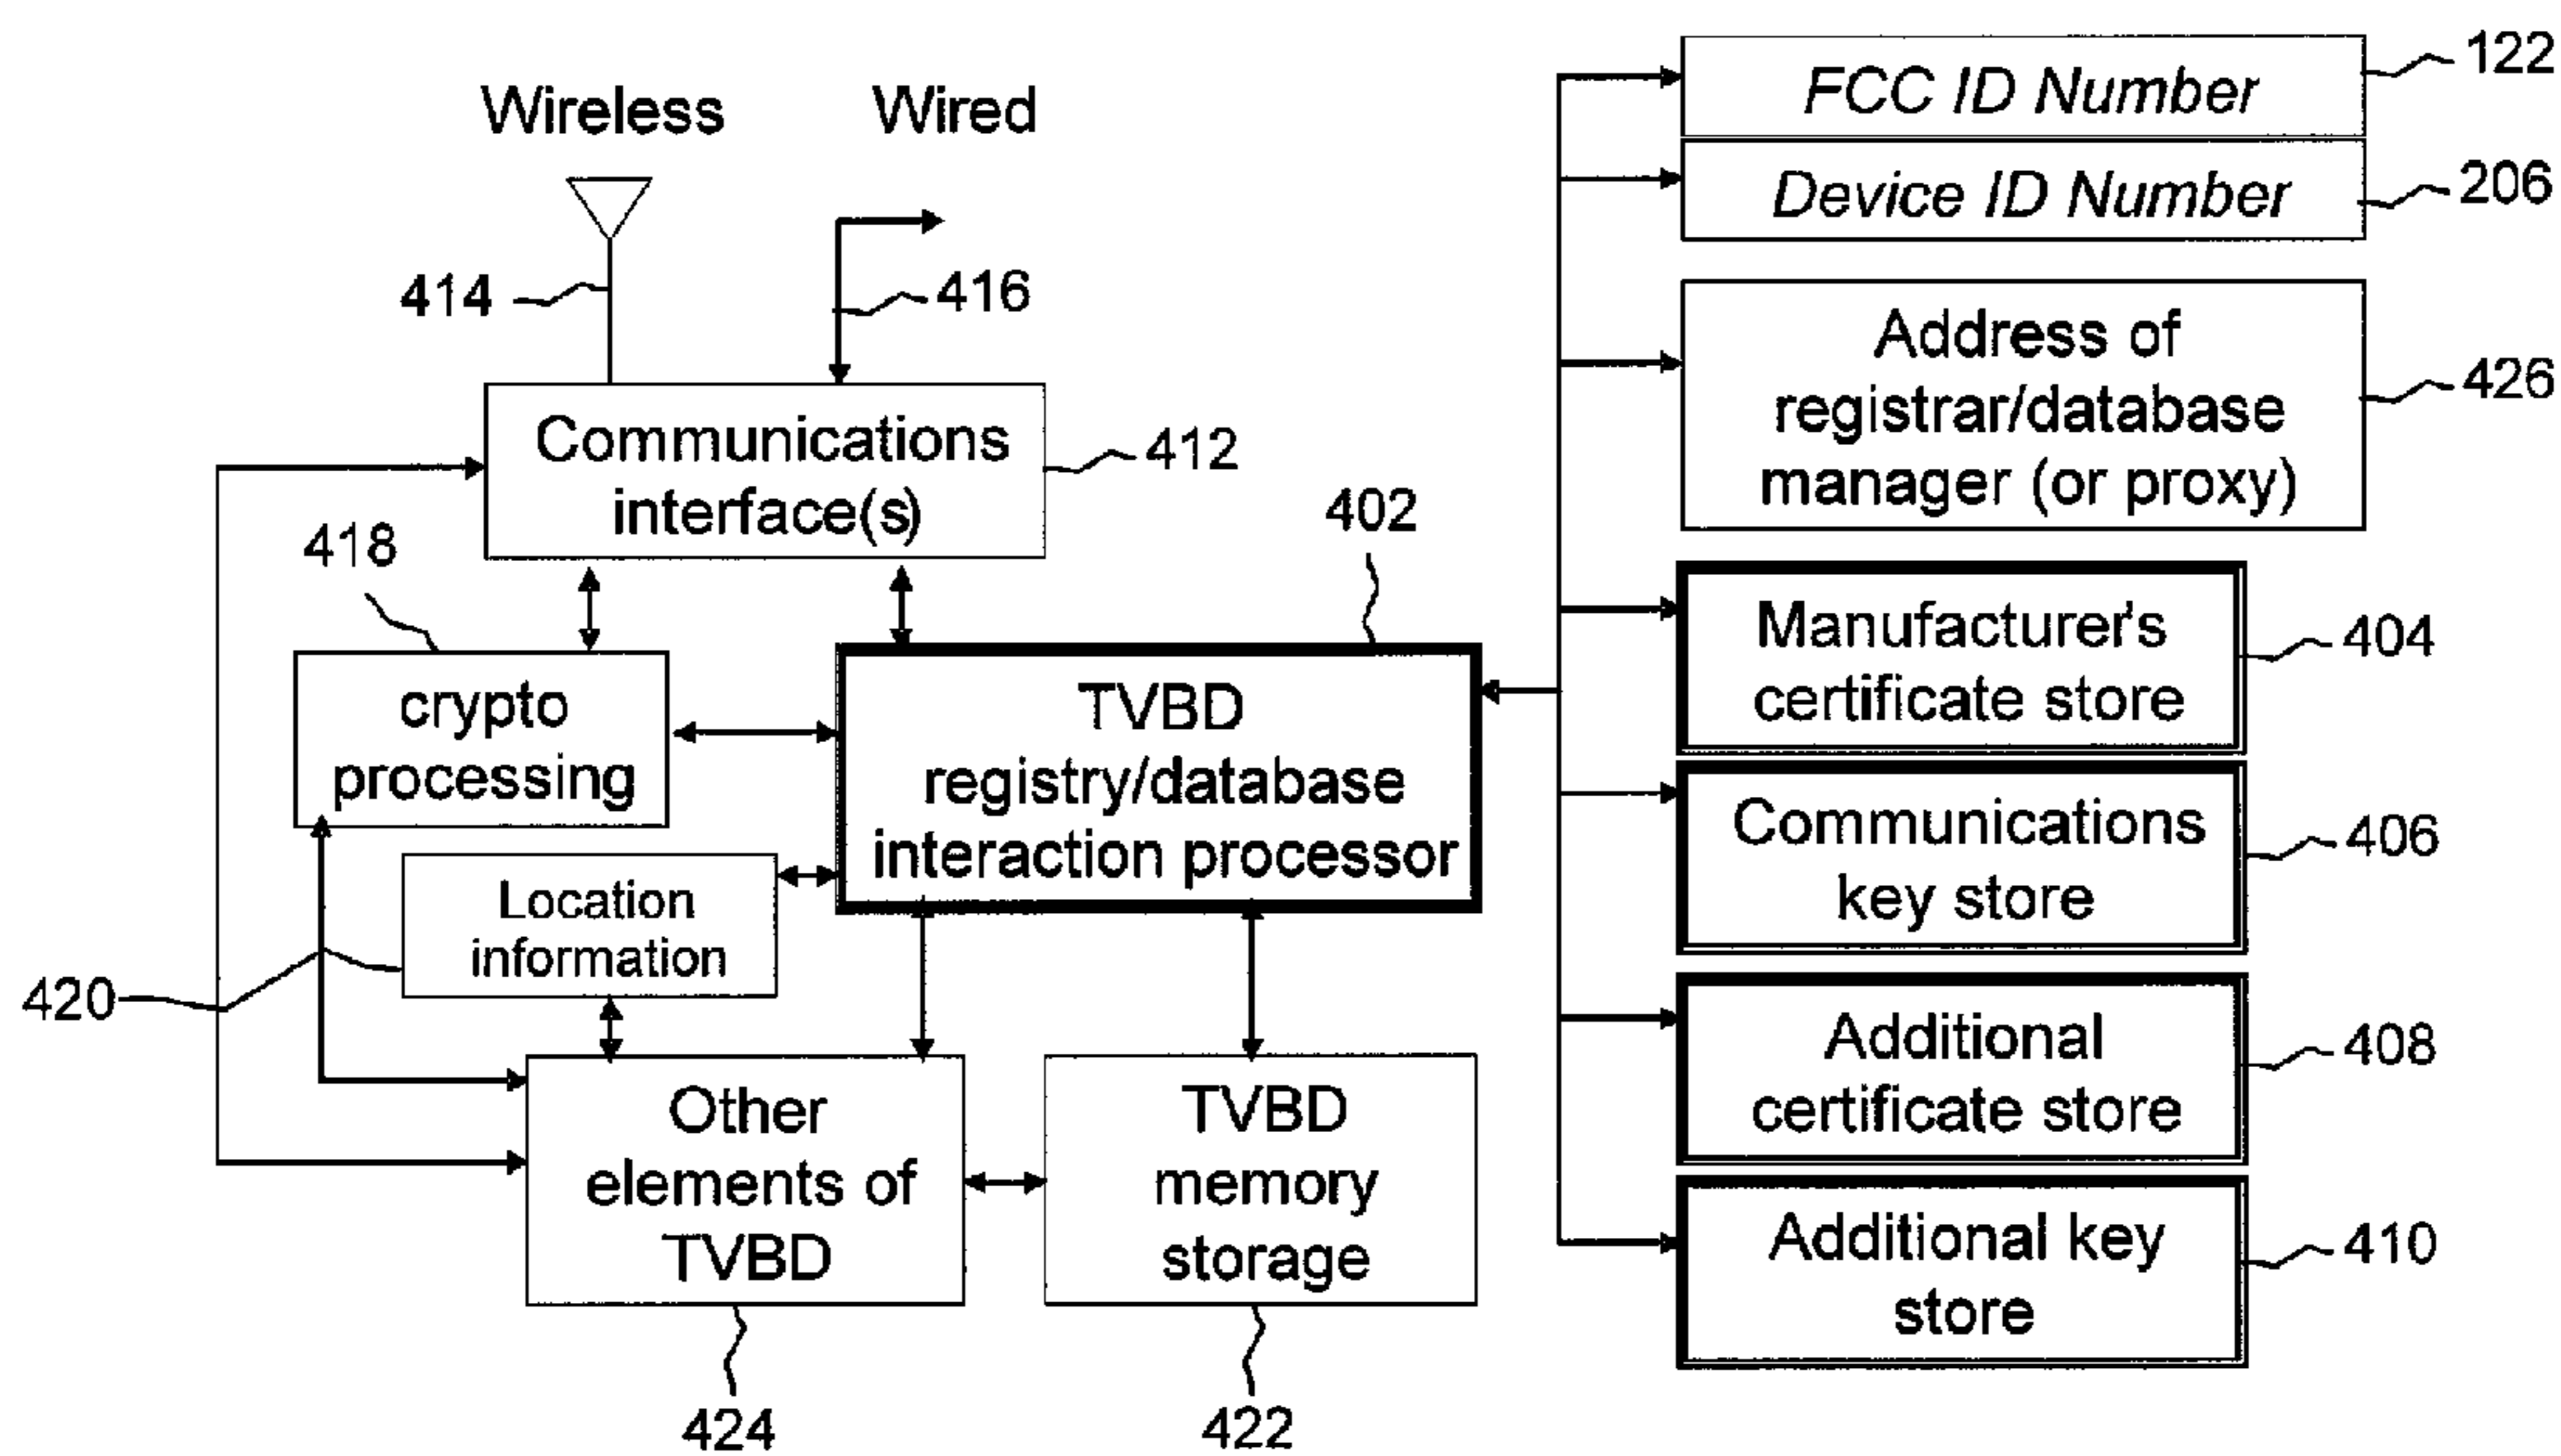 Wireless
Wired
414
416
Communications
interface(s)
412
418
402
crypto
processing
TVBD
registry/database
interaction processor
Location
information
420
Other
elements of
TVBD
TVBD
memory
storage
424
422
FCC ID Number
122
Device ID Number
206
Address of
registrar/database
manager (or proxy)
426
Manufacturer's
certificate store
404
Communications
key store
406
Additional
certificate store
408
Additional key
store
410